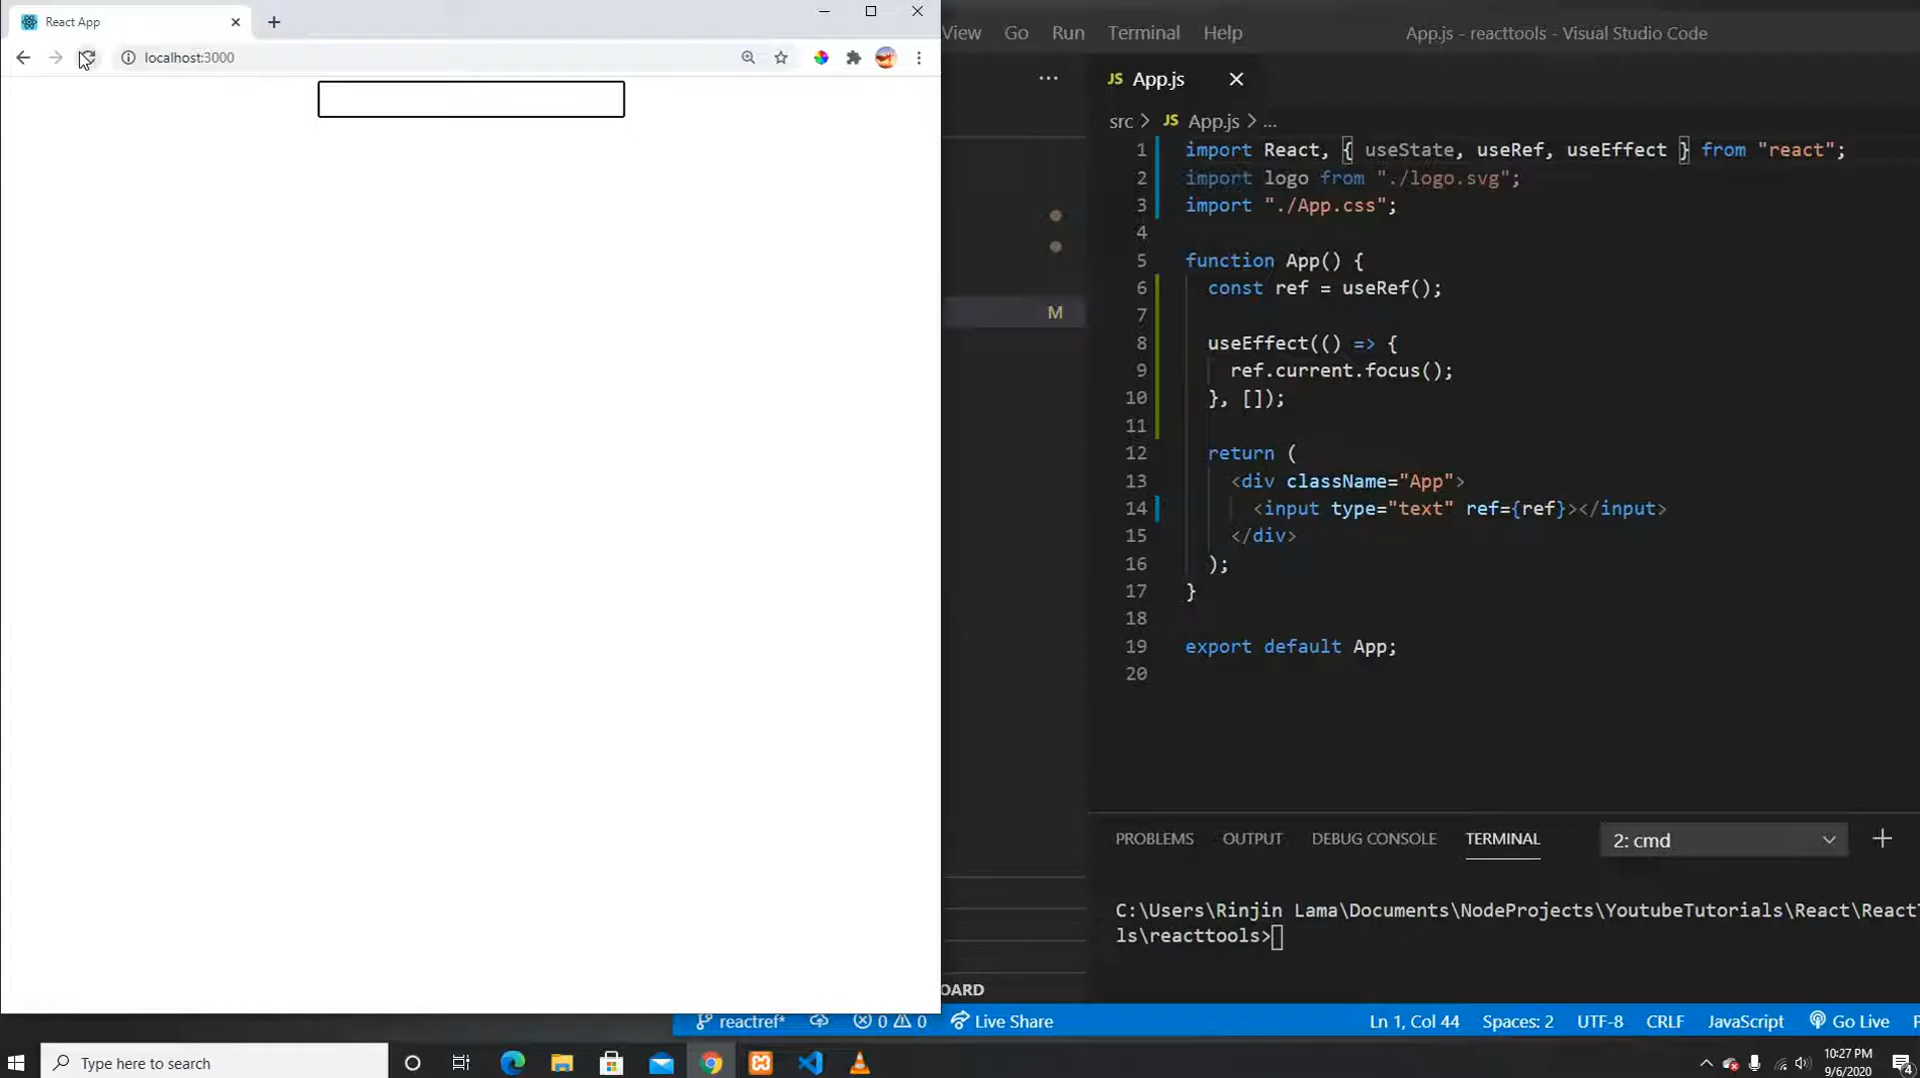 React App
localhost:3000
View Go Run Terminal Help App.js - reacttools - Visual Studio Code
JS App.js
src > JS App.js > ...
1 import React, { useState, useRef, useEffect } from "react";
2 import logo from "./logo.svg";
3 import "./App.css";
4
5 function App() {
6 const ref = useRef();
7
8 useEffect(() => {
9 ref.current.focus();
10 }, []);
11
12 return (
13 <div className="App">
14 <input type="text" ref={ref}></input>
15 </div>
16 );
17 }
18
19 export default App;
20
M
PROBLEMS OUTPUT DEBUG CONSOLE TERMINAL 2: cmd
C:\Users\Rinjin Lama\Documents\NodeProjects\YoutubeTutorials\React\React
ls\reacttools>
OARD
reactref* 0 0 Live Share Ln 1, Col 44 Spaces: 2 UTF-8 CRLF JavaScript Go Live
Type here to search
10:27 PM
9/6/2020
4